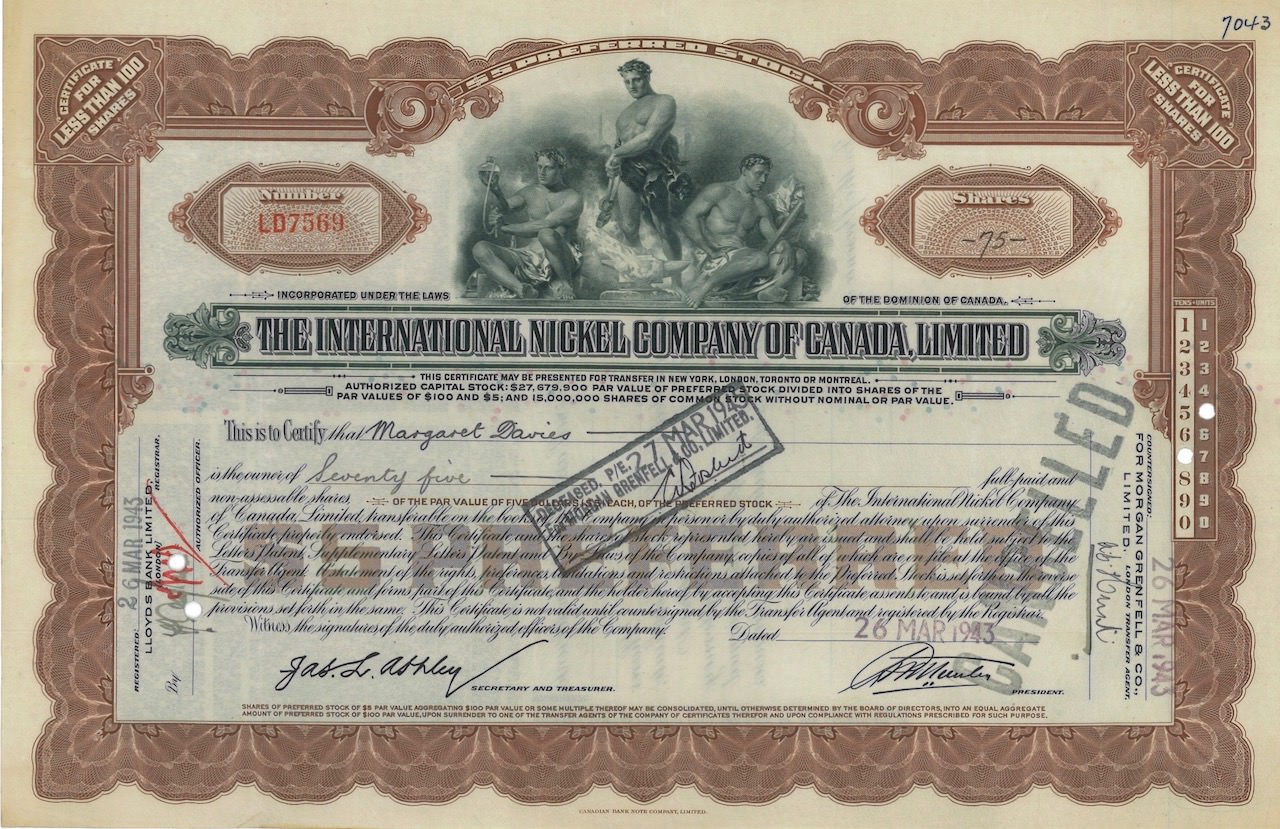 7043
$5 PREFERRED STOCK
CERTIFICATE
FOR
LESS THAN 100
SHARES
CERTIFICATE
FOR
LESS THAN 100
SHARES
Number
LD7569
Shares
-75-
INCORPORATED UNDER THE LAWS
OF THE DOMINION OF CANADA.
THE INTERNATIONAL NICKEL COMPANY OF CANADA, LIMITED
THIS CERTIFICATE MAY BE PRESENTED FOR TRANSFER IN NEW YORK, LONDON, TORONTO OR MONTREAL.
AUTHORIZED CAPITAL STOCK: $27,679,900 PAR VALUE OF PREFERRED STOCK DIVIDED INTO SHARES OF THE
PAR VALUES OF $100 AND $5; AND 15,000,000 SHARES OF COMMON STOCK WITHOUT NOMINAL OR PAR VALUE.
This is to Certify that Margaret Davies
is the owner of Seventy five full-paid and
non-assessable shares OF THE PAR VALUE OF FIVE DOLLARS EACH, OF THE PREFERRED STOCK of The International Nickel Company
of Canada, Limited, transferable on the books of the Company in person or by duly authorized attorney upon surrender of this
Certificate properly endorsed. This Certificate and the shares of stock represented hereby are issued and shall be held subject to the
Letters Patent, Supplementary Letters Patent and By-Laws of the Company, copies of all of which are on file at the office of the
Transfer Agent. A statement of the rights, preferences, limitations and restrictions attached to the Preferred Stock is set forth on the reverse
side of this Certificate and forms part of this Certificate, and the holder hereof by accepting this Certificate assents to and is bound by all the
provisions set forth in the same. This Certificate is not valid until countersigned by the Transfer Agent and registered by the Registrar.
Witness the signatures of the duly authorized officers of the Company. Dated 26 MAR 1943
$5 PREFERRED
Jas. L. Ashley
SECRETARY AND TREASURER.
PRESIDENT.
SHARES OF PREFERRED STOCK OF $5 PAR VALUE AGGREGATING $100 PAR VALUE OR SOME MULTIPLE THEREOF MAY BE CONSOLIDATED, UNTIL OTHERWISE DETERMINED BY THE BOARD OF DIRECTORS, INTO AN EQUAL AGGREGATE
AMOUNT OF PREFERRED STOCK OF $100 PAR VALUE, UPON SURRENDER TO ONE OF THE TRANSFER AGENTS OF THE COMPANY OF CERTIFICATES THEREFOR AND UPON COMPLIANCE WITH REGULATIONS PRESCRIBED FOR SUCH PURPOSE.
CANADIAN BANK NOTE COMPANY, LIMITED.
REGISTERED: 26 MAR 1943
LLOYDS BANK LIMITED,
(LONDON) REGISTRAR.
By
AUTHORIZED OFFICER.
P/E. 27 MAR 194
FOR MORGAN GRENFELL & CO. LIMITED.
CANCELLED
COUNTERSIGNED:
FOR MORGAN GRENFELL & CO.,
LIMITED. LONDON TRANSFER AGENT.
26 MAR 1943
TENS UNITS
1 1
2 2
3 3
4 4
5
6
7 7
8 8
9 9
0 0